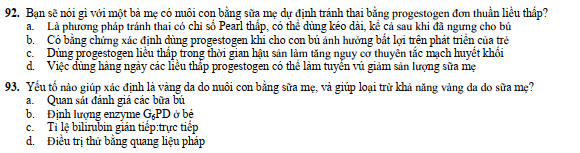 92. Bạn sẽ nói gì với một bà mẹ có nuôi con bằng sữa mẹ dự định tránh thai bằng progestogen đơn thuần liều thấp?
a. Là phương pháp tránh thai có chỉ số Pearl thấp, có thể dùng kéo dài, kể cả sau khi đã ngưng cho bú
b. Có bằng chứng xác định dùng progestogen khi cho con bú ảnh hưởng bất lợi trên phát triển của trẻ
c. Dùng progestogen liều thấp trong thời gian hậu sản làm tăng nguy cơ thuyên tắc mạch huyết khối
d. Việc dùng hàng ngày các liều thấp progestogen có thể làm tuyến vú giảm sản lượng sữa mẹ
93. Yếu tố nào giúp xác định là vàng da do nuôi con bằng sữa mẹ, và giúp loại trừ khả năng vàng da do sữa mẹ?
a. Quan sát đánh giá các bữa bú
b. Định lượng enzyme G₆PD ở bé
c. Tỉ lệ bilirubin gián tiếp:trực tiếp
d. Điều trị thử bằng quang liệu pháp